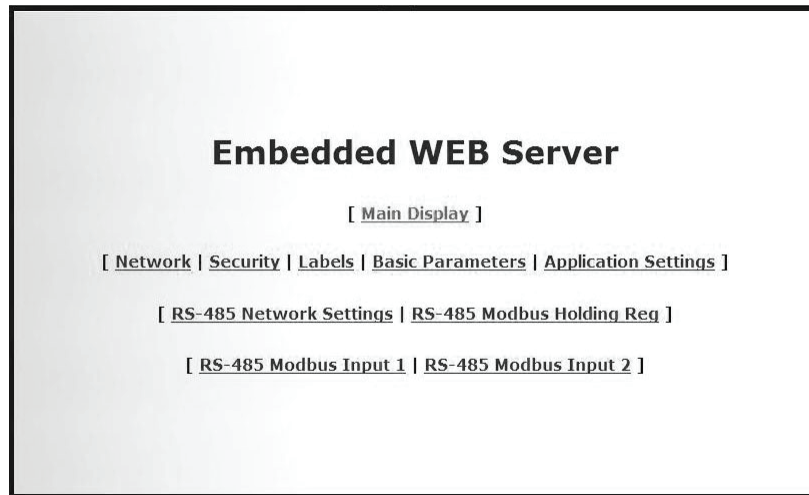 Embedded WEB Server
[ Main Display ]
[ Network | Security | Labels | Basic Parameters | Application Settings ]
[ RS-485 Network Settings | RS-485 Modbus Holding Reg ]
[ RS-485 Modbus Input 1 | RS-485 Modbus Input 2 ]